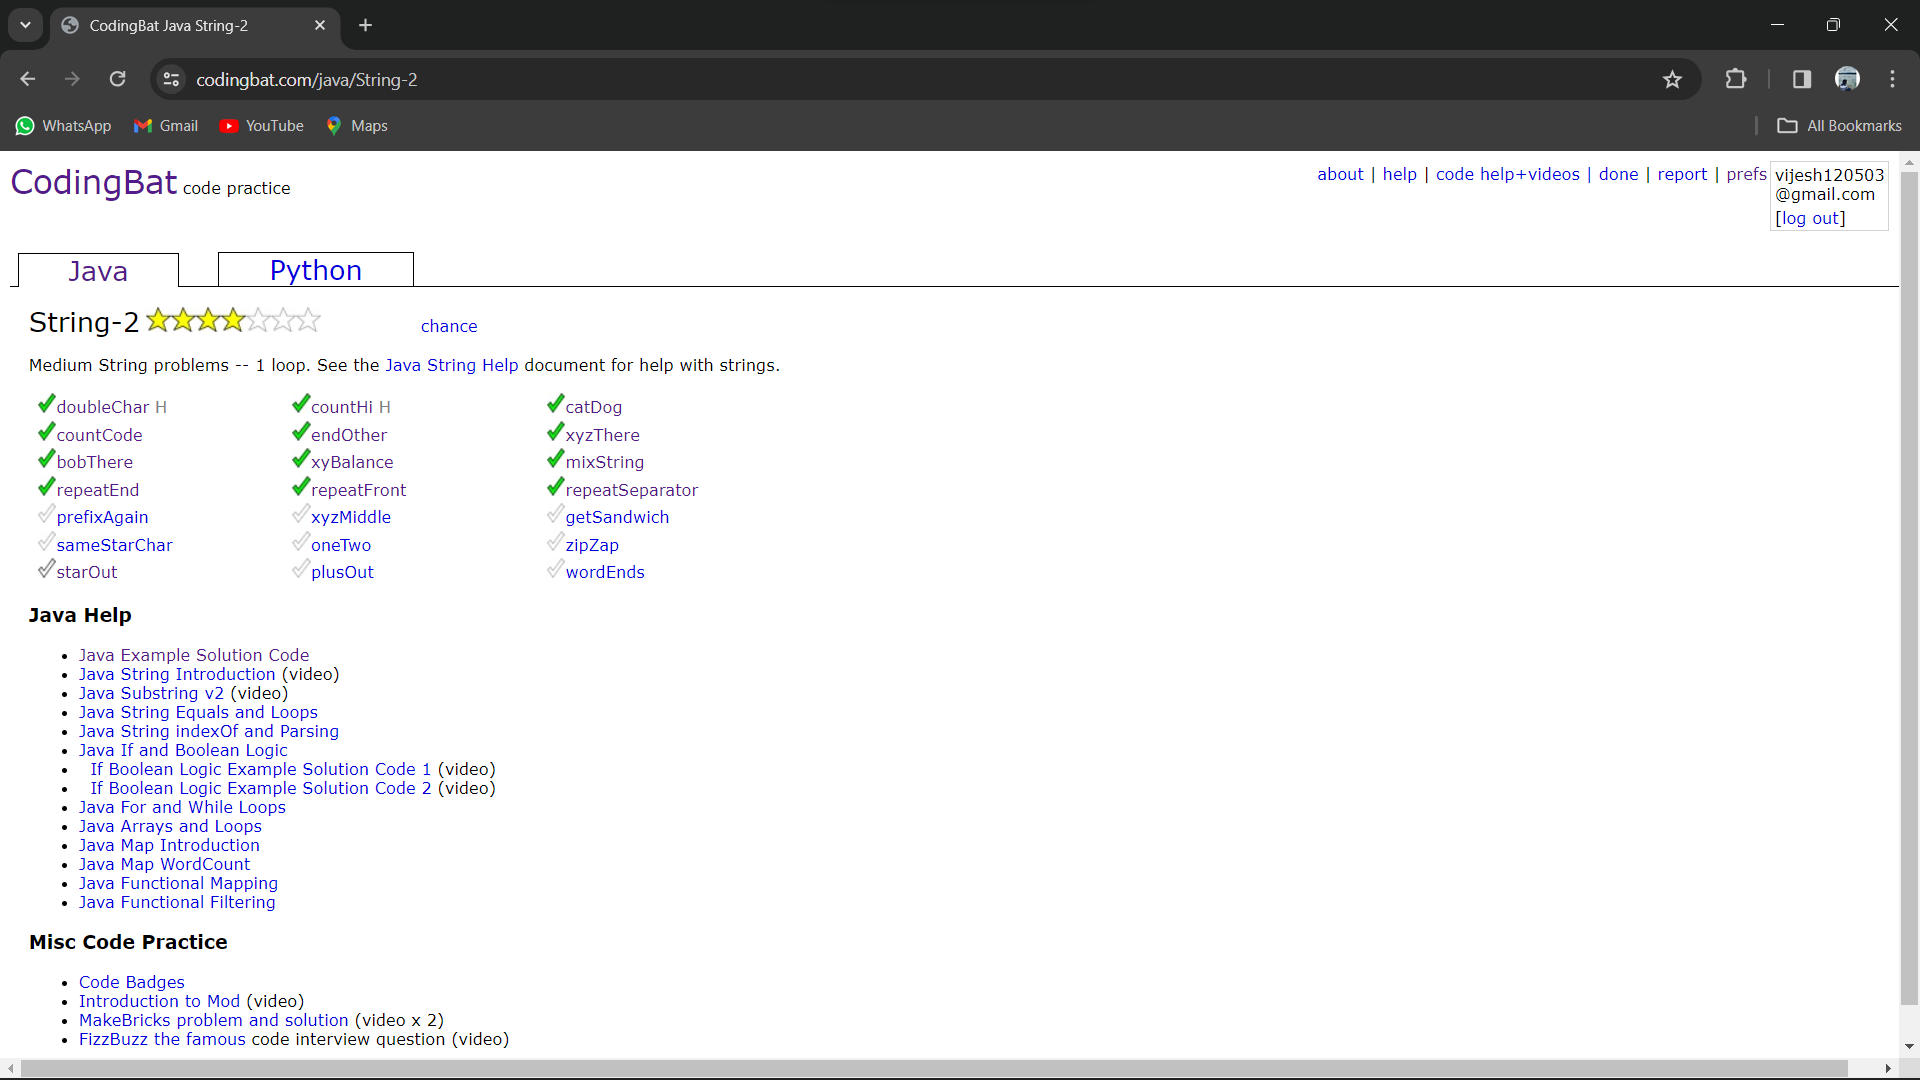 CodingBat Java String-2
codingbat.com/java/String-2
WhatsApp Gmail YouTube Maps All Bookmarks
CodingBat code practice
about | help | code help+videos | done | report | prefs
vijesh120503
@gmail.com
[log out]
Java Python
String-2 chance
Medium String problems -- 1 loop. See the Java String Help document for help with strings.
doubleChar H countHi H catDog
countCode endOther xyzThere
bobThere xyBalance mixString
repeatEnd repeatFront repeatSeparator
prefixAgain xyzMiddle getSandwich
sameStarChar oneTwo zipZap
starOut plusOut wordEnds
Java Help
• Java Example Solution Code
• Java String Introduction (video)
• Java Substring v2 (video)
• Java String Equals and Loops
• Java String indexOf and Parsing
• Java If and Boolean Logic
• If Boolean Logic Example Solution Code 1 (video)
• If Boolean Logic Example Solution Code 2 (video)
• Java For and While Loops
• Java Arrays and Loops
• Java Map Introduction
• Java Map WordCount
• Java Functional Mapping
• Java Functional Filtering
Misc Code Practice
• Code Badges
• Introduction to Mod (video)
• MakeBricks problem and solution (video x 2)
• FizzBuzz the famous code interview question (video)